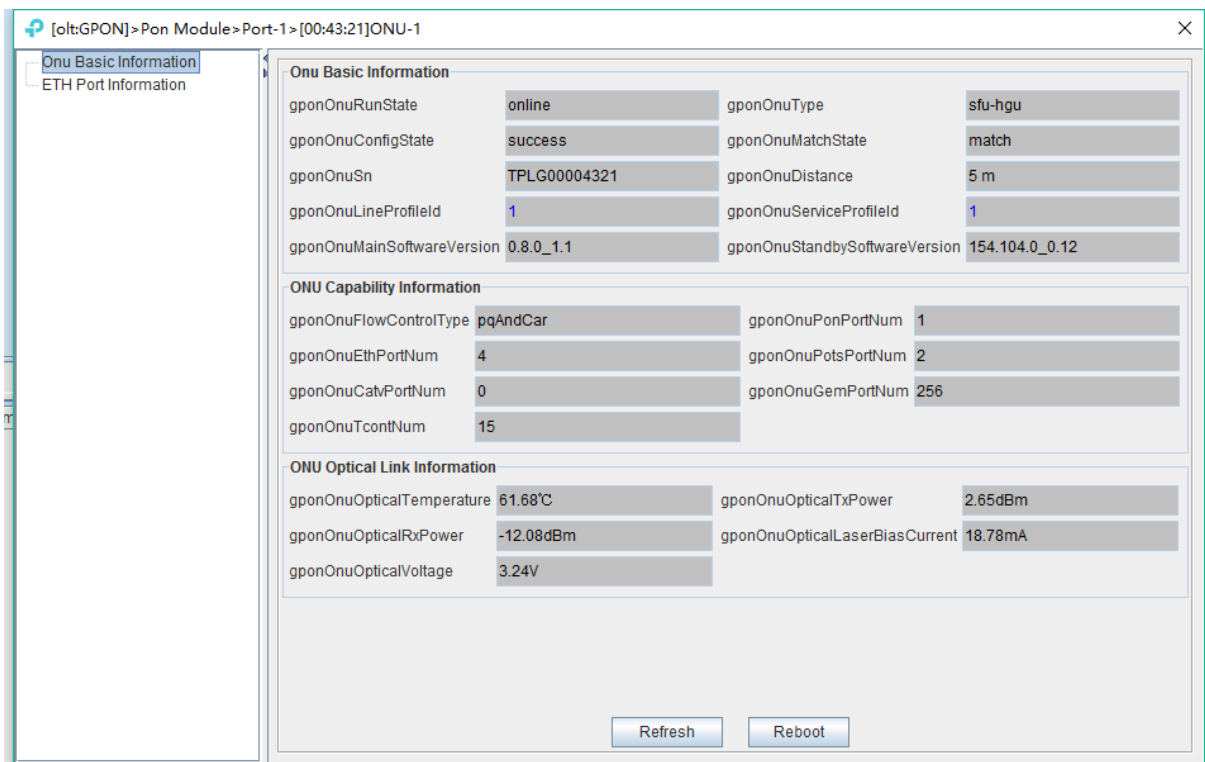 [olt:GPON]>Pon Module>Port-1>[00:43:21]ONU-1
Onu Basic Information
ETH Port Information
Onu Basic Information
gponOnuRunState online gponOnuType sfu-hgu
gponOnuConfigState success gponOnuMatchState match
gponOnuSn TPLG00004321 gponOnuDistance 5 m
gponOnuLineProfileId 1 gponOnuServiceProfileId 1
gponOnuMainSoftwareVersion 0.8.0_1.1 gponOnuStandbySoftwareVersion 154.104.0_0.12
ONU Capability Information
gponOnuFlowControlType pqAndCar gponOnuPonPortNum 1
gponOnuEthPortNum 4 gponOnuPotsPortNum 2
gponOnuCatvPortNum 0 gponOnuGemPortNum 256
gponOnuTcontNum 15
ONU Optical Link Information
gponOnuOpticalTemperature 61.68℃ gponOnuOpticalTxPower 2.65dBm
gponOnuOpticalRxPower -12.08dBm gponOnuOpticalLaserBiasCurrent 18.78mA
gponOnuOpticalVoltage 3.24V
Refresh Reboot